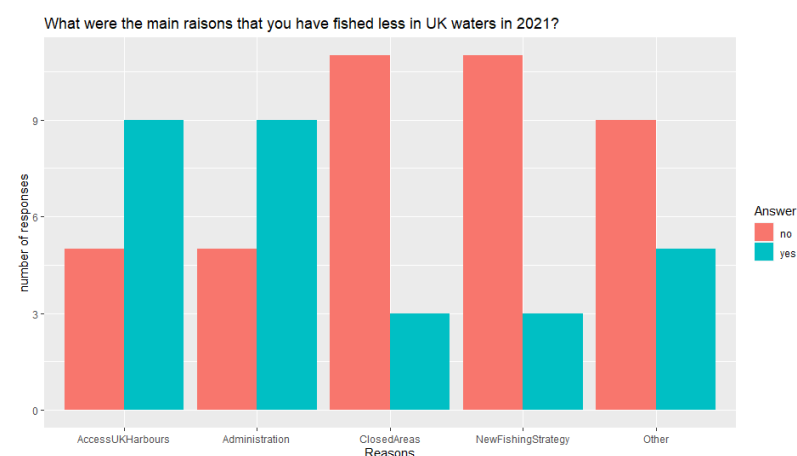 What were the main raisons that you have fished less in UK waters in 2021?
number of responses
9
6
3
0
AccessUKHarbours Administration ClosedAreas NewFishingStrategy Other
Reasons
Answer
no
yes